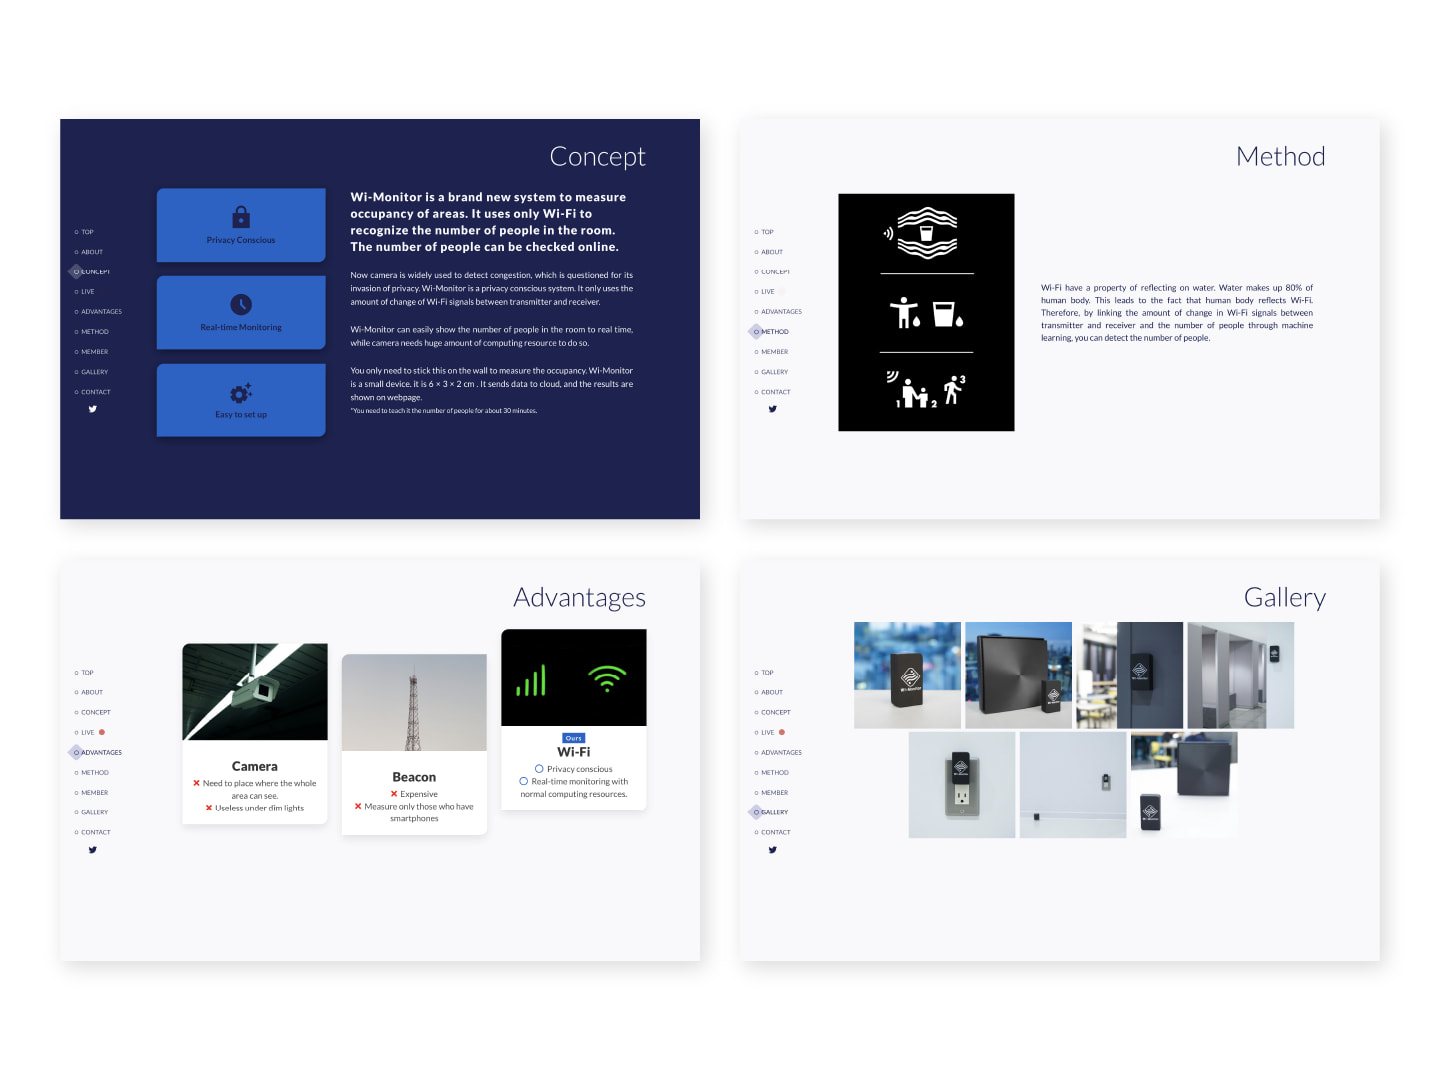 Concept
TOP
ABOUT
CONCEPT
LIVE
ADVANTAGES
METHOD
MEMBER
GALLERY
CONTACT
Privacy Conscious
Real-time Monitoring
Easy to set up
Wi-Monitor is a brand new system to measure
occupancy of areas. It uses only Wi-Fi to
recognize the number of people in the room.
The number of people can be checked online.
Now camera is widely used to detect congestion, which is questioned for its
invasion of privacy. Wi-Monitor is a privacy conscious system. It only uses the
amount of change of Wi-Fi signals between transmitter and receiver.
Wi-Monitor can easily show the number of people in the room to real time,
while camera needs huge amount of computing resource to do so.
You only need to stick this on the wall to measure the occupancy. Wi-Monitor
is a small device, it is 6 × 3 × 2 cm . It sends data to cloud, and the results are
shown on webpage.
*You need to teach it the number of people for about 30 minutes.
Method
TOP
ABOUT
CONCEPT
LIVE
ADVANTAGES
METHOD
MEMBER
GALLERY
CONTACT
1 2 3
Wi-Fi have a property of reflecting on water. Water makes up 80% of
human body. This leads to the fact that human body reflects Wi-Fi.
Therefore, by linking the amount of change in Wi-Fi signals between
transmitter and receiver and the number of people through machine
learning, you can detect the number of people.
Advantages
TOP
ABOUT
CONCEPT
LIVE
ADVANTAGES
METHOD
MEMBER
GALLERY
CONTACT
Camera
Need to place where the whole
area can see.
Useless under dim lights
Beacon
Expensive
Measure only those who have
smartphones
Ours
Wi-Fi
Privacy conscious
Real-time monitoring with
normal computing resources.
Gallery
TOP
ABOUT
CONCEPT
LIVE
ADVANTAGES
METHOD
MEMBER
GALLERY
CONTACT
Wi-Monitor
Wi-Monitor
Wi-Monitor
Wi-Monitor
Wi-Monitor